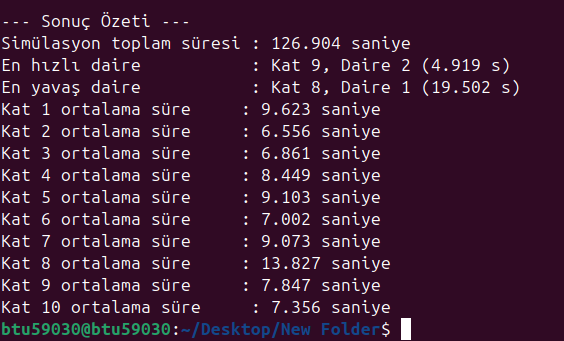 --- Sonuç Özeti ---
Simülasyon toplam süresi : 126.904 saniye
En hızlı daire           : Kat 9, Daire 2 (4.919 s)
En yavaş daire           : Kat 8, Daire 1 (19.502 s)
Kat 1 ortalama süre     : 9.623 saniye
Kat 2 ortalama süre     : 6.556 saniye
Kat 3 ortalama süre     : 6.861 saniye
Kat 4 ortalama süre     : 8.449 saniye
Kat 5 ortalama süre     : 9.103 saniye
Kat 6 ortalama süre     : 7.002 saniye
Kat 7 ortalama süre     : 9.073 saniye
Kat 8 ortalama süre     : 13.827 saniye
Kat 9 ortalama süre     : 7.847 saniye
Kat 10 ortalama süre     : 7.356 saniye
btu59030@btu59030:~/Desktop/New Folder$